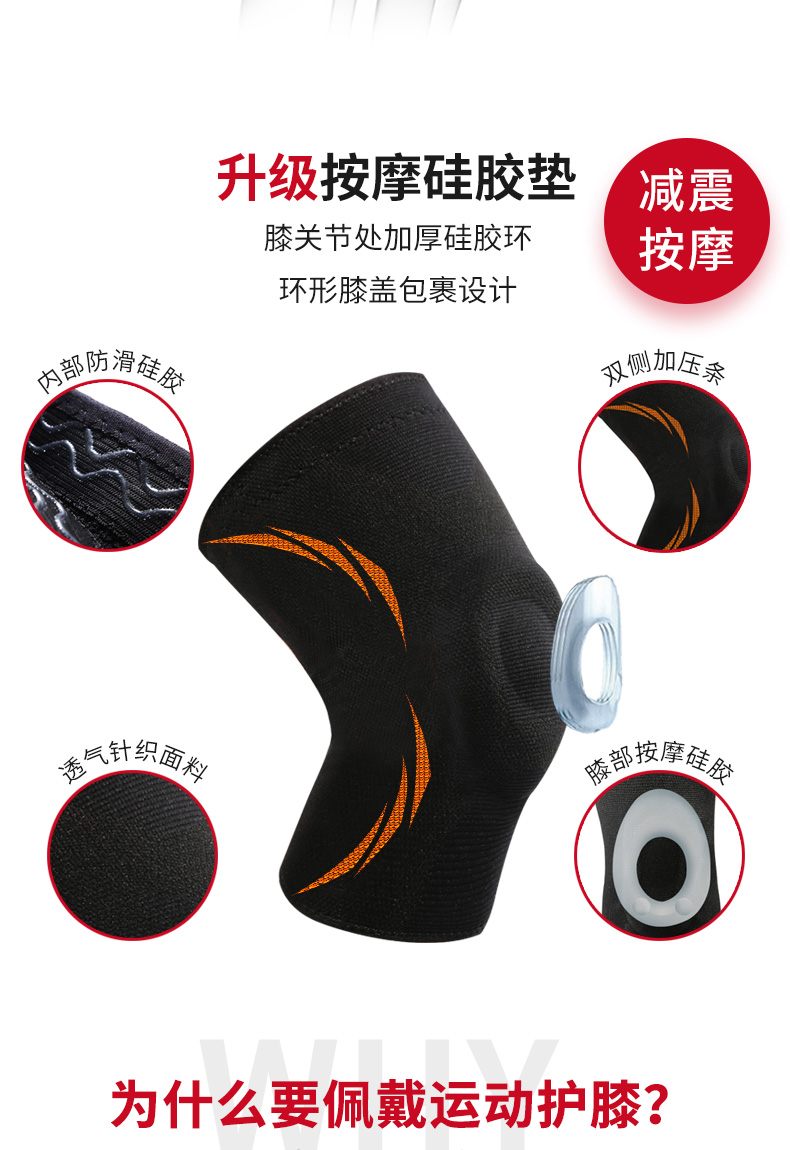 升级按摩硅胶垫
膝关节处加厚硅胶环
环形膝盖包裹设计
减震
按摩
内部防滑硅胶
双侧加压条
透气针织面料
膝部按摩硅胶
WHY
为什么要佩戴运动护膝?